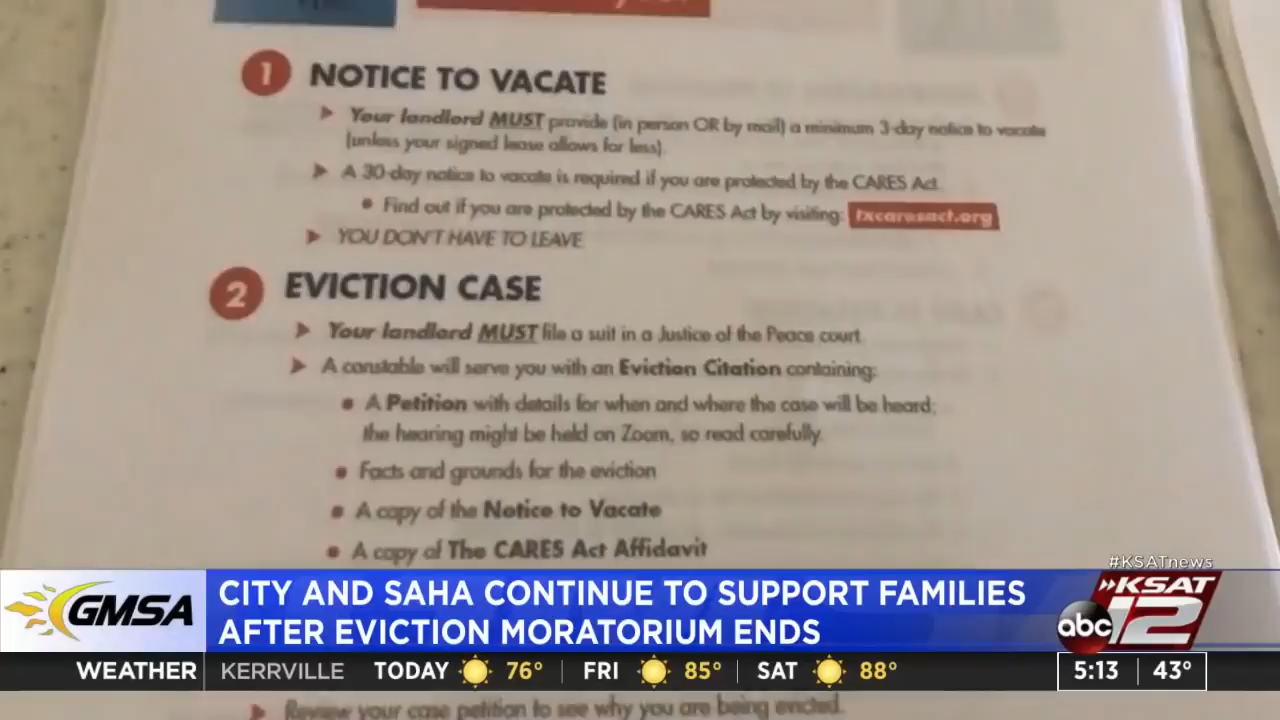 1 NOTICE TO VACATE
Your landlord MUST provide (in person OR by mail) a minimum 3-day notice to vacate
(unless your signed lease allows for less).
A 30-day notice to vacate is required if you are protected by the CARES Act.
Find out if you are protected by the CARES Act by visiting: txcaresact.org
YOU DON'T HAVE TO LEAVE
2 EVICTION CASE
Your landlord MUST file a suit in a Justice of the Peace court.
A constable will serve you with an Eviction Citation containing:
A Petition with details for when and where the case will be heard;
the hearing might be held on Zoom, so read carefully.
Facts and grounds for the eviction
A copy of the Notice to Vacate
A copy of The CARES Act Affidavit
#KSATnews
GMSA
CITY AND SAHA CONTINUE TO SUPPORT FAMILIES
AFTER EVICTION MORATORIUM ENDS
abc KSAT 12
WEATHER KERRVILLE TODAY 76° FRI 85° SAT 88° 5:13 43°
Review your case petition to see why you are being evicted.